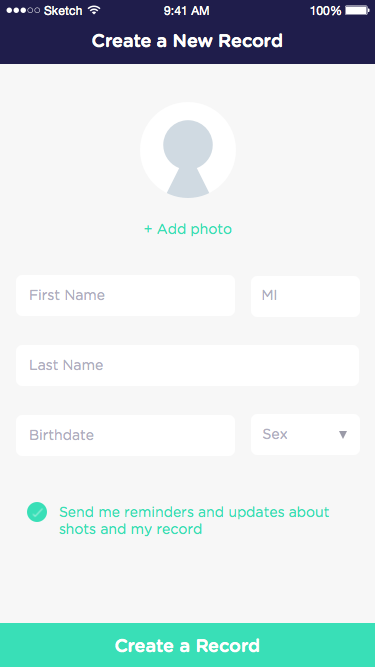 Sketch 9:41 AM 100%
Create a New Record
+ Add photo
First Name MI
Last Name
Birthdate Sex
Send me reminders and updates about
shots and my record
Create a Record